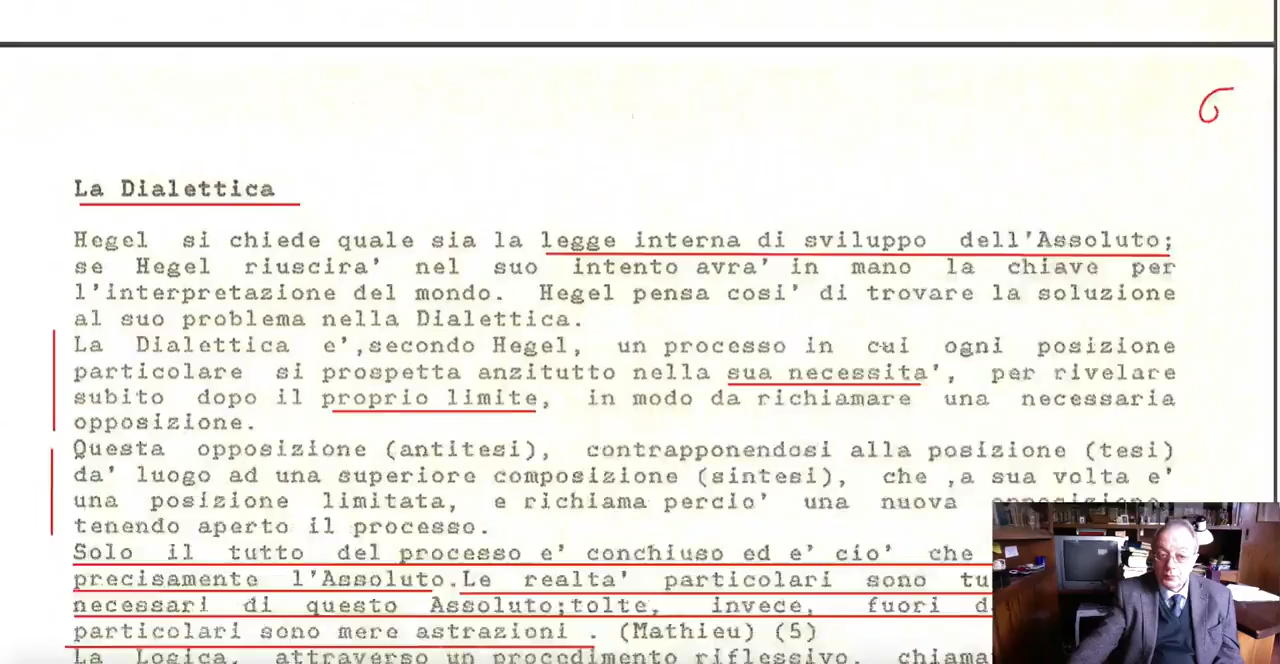 6
La Dialettica
Hegel si chiede quale sia la legge interna di sviluppo dell'Assoluto;
se Hegel riuscira' nel suo intento avra' in mano la chiave per
l'interpretazione del mondo. Hegel pensa cosi' di trovare la soluzione
al suo problema nella Dialettica.
La Dialettica e',secondo Hegel, un processo in cui ogni posizione
particolare si prospetta anzitutto nella sua necessita', per rivelare
subito dopo il proprio limite, in modo da richiamare una necessaria
opposizione.
Questa opposizione (antitesi), contrapponendosi alla posizione (tesi)
da' luogo ad una superiore composizione (sintesi), che ,a sua volta e'
una posizione limitata, e richiama percio' una nuova opposizione,
tenendo aperto il processo.
Solo il tutto del processo e' conchiuso ed e' cio' che
precisamente l'Assoluto.Le realta' particolari sono
necessari di questo Assoluto;tolte, invece, fuori
particolari sono mere astrazioni . (Mathieu) (5)
La Logica, attraverso un procedimento riflessivo,